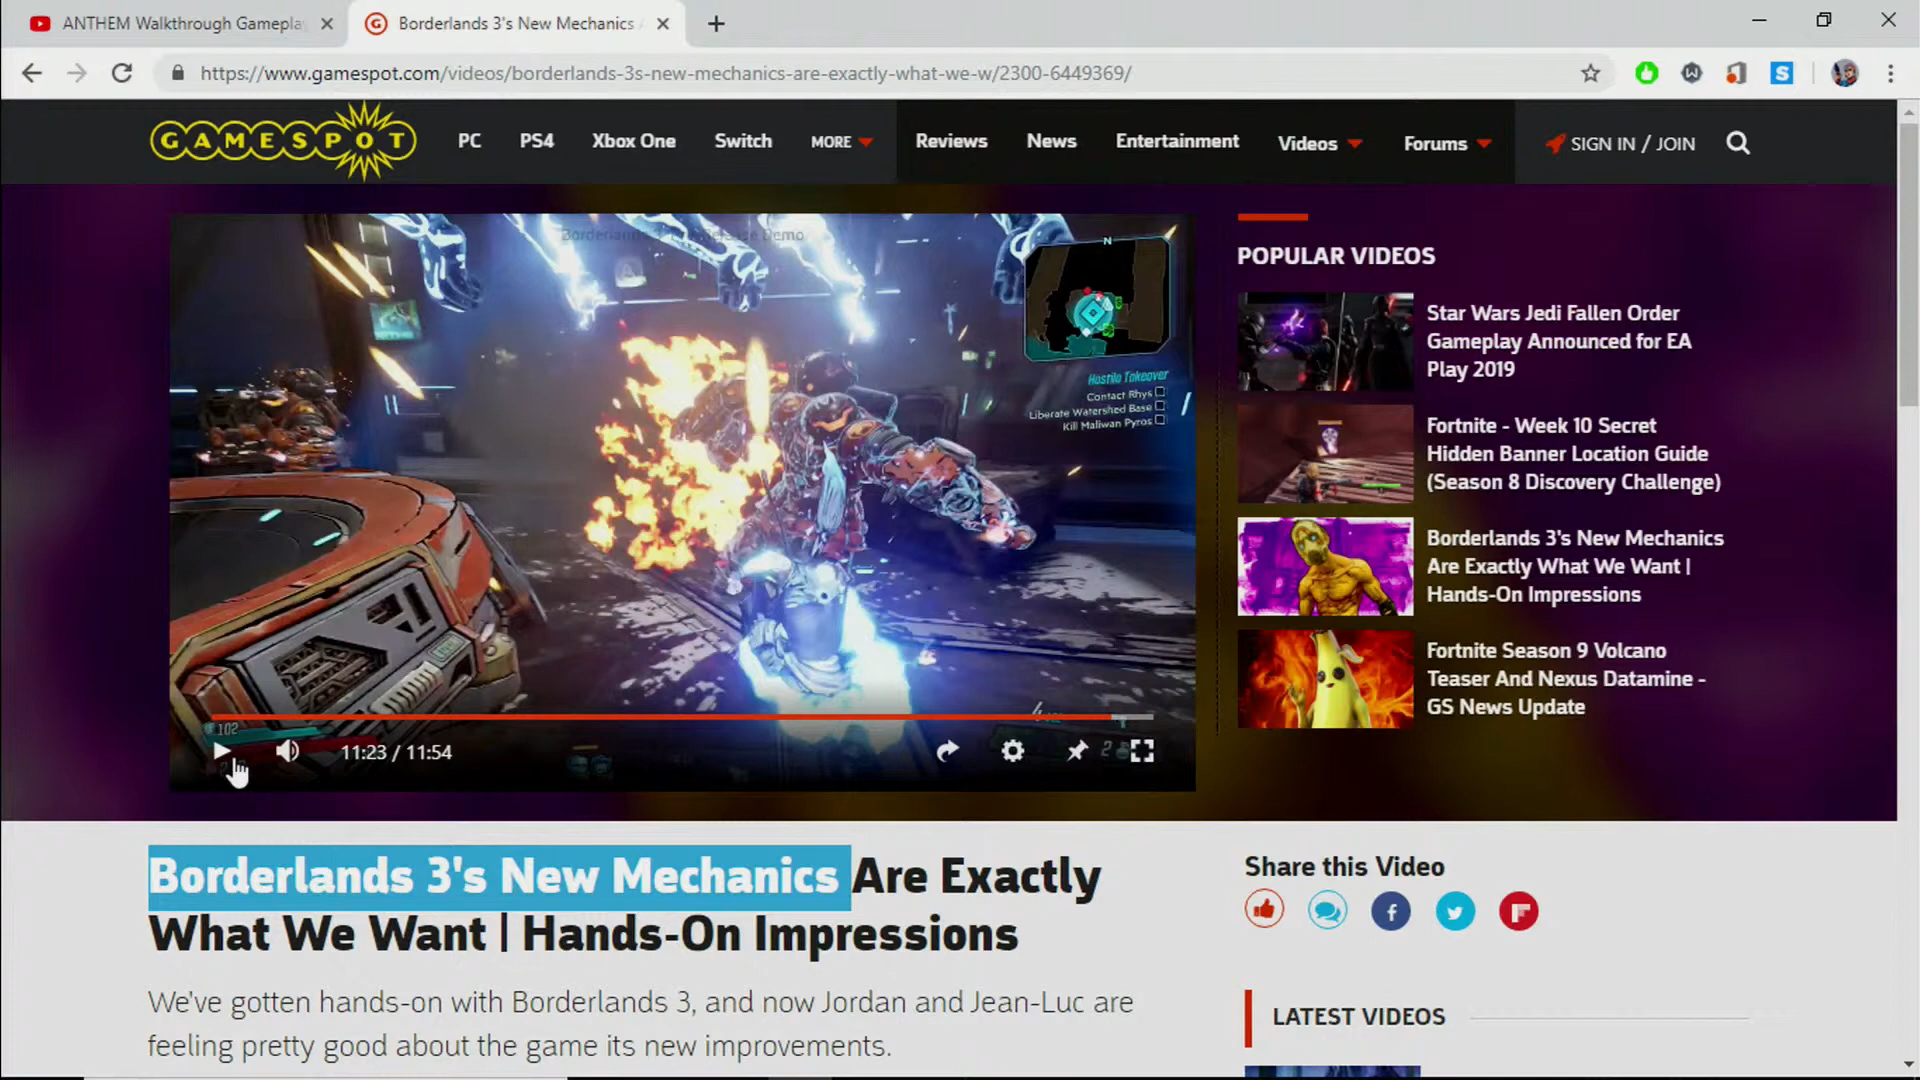 ANTHEM Walkthrough Gamepla
Borderlands 3's New Mechanics
https://www.gamespot.com/videos/borderlands-3s-new-mechanics-are-exactly-what-we-w/2300-6449369/
GAMESPOT
PC
PS4
Xbox One
Switch
MORE
Reviews
News
Entertainment
Videos
Forums
SIGN IN / JOIN
N
Hostile Takeover
Contact Rhys
Liberate Watershed Base
Kill Maliwan Pyros
102
11:23 / 11:54
2
POPULAR VIDEOS
Star Wars Jedi Fallen Order
Gameplay Announced for EA
Play 2019
Fortnite - Week 10 Secret
Hidden Banner Location Guide
(Season 8 Discovery Challenge)
Borderlands 3's New Mechanics
Are Exactly What We Want |
Hands-On Impressions
Fortnite Season 9 Volcano
Teaser And Nexus Datamine -
GS News Update
Borderlands 3's New Mechanics Are Exactly
What We Want | Hands-On Impressions
We've gotten hands-on with Borderlands 3, and now Jordan and Jean-Luc are
feeling pretty good about the game its new improvements.
Share this Video
LATEST VIDEOS